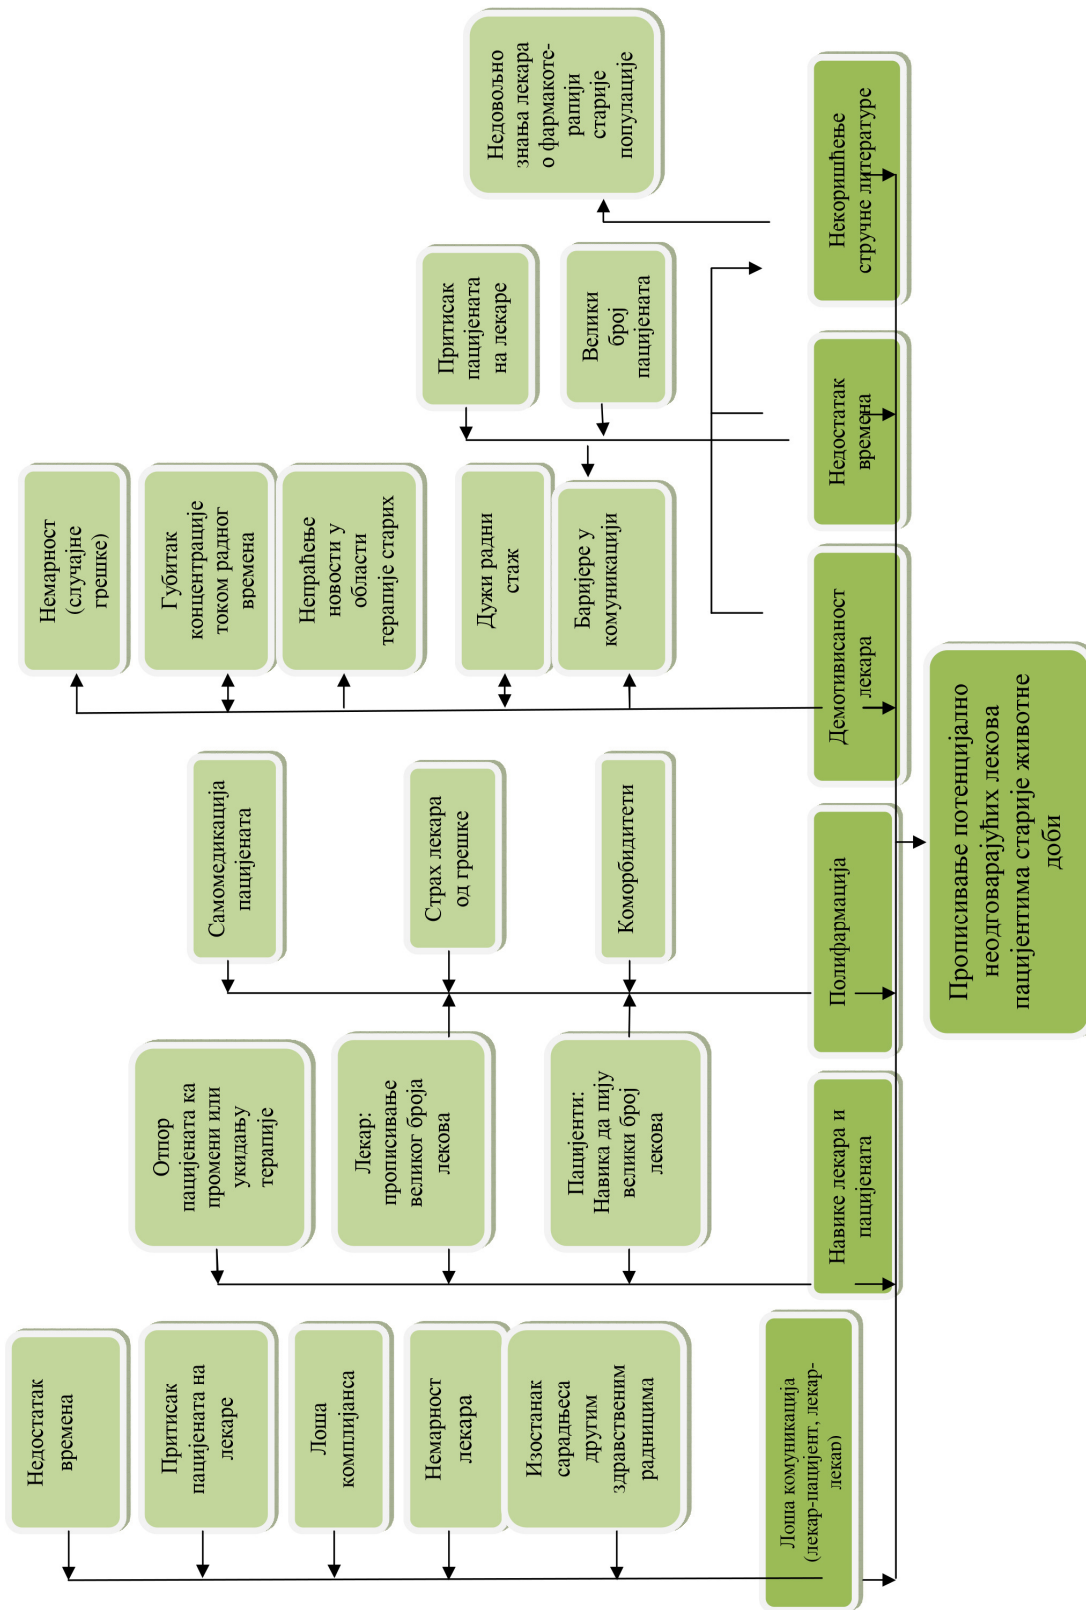 Недостатак
времена
Притисак
пацијената на
лекаре
Лоша
комплијанса
Немарност
лекара
Изостанак
сарадњеса
другим
здравственим
радницима
Лоша комуникација
(лекар-пацијент, лекар-
лекар)
Отпор
пацијената ка
промени или
укидању
терапије
Лекар:
прописивање
великог броја
лекова
Пацијенти:
Навика да пију
велики број
лекова
Навике лекара и
пацијената
Самомедикација
пацијената
Страх лекара
од грешке
Коморбидитети
Полифармација
Немарност
(случајне
грешке)
Губитак
концентрације
током радног
времена
Непраћење
новости у
области
терапије старих
Дужи радни
стаж
Баријере у
комуникацији
Демотивисаност
лекара
Притисак
пацијената
на лекаре
Велики
број
пацијената
Недостатак
времена
Недовољно
знања лекара
о фармакоте-
рапији
старије
популације
Некоришћење
стручне литературе
Прописивање потенцијално
неодговарајућих лекова
пацијентима старије животне
доби